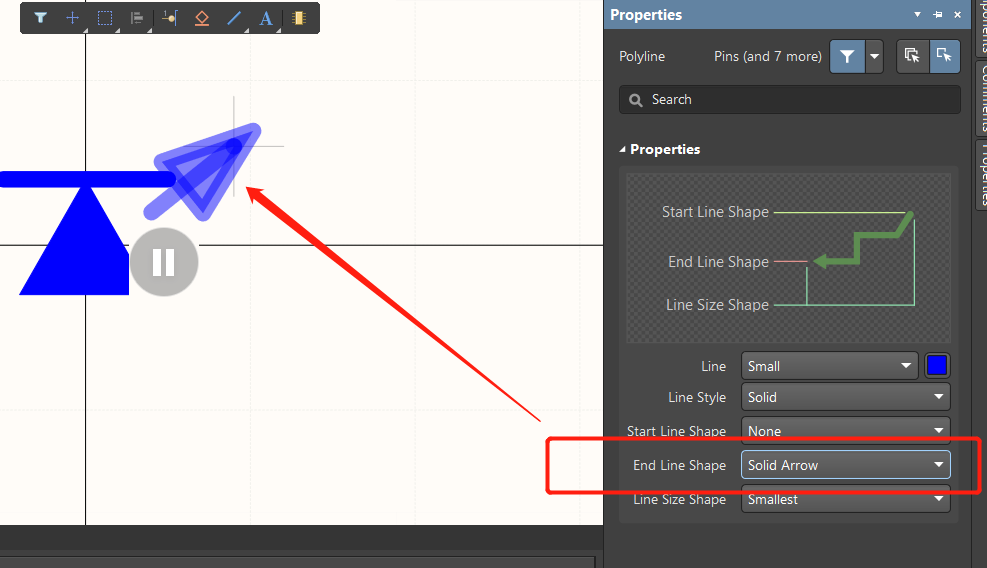 A
Properties
Polyline
Pins (and 7 more)
Search
Properties
Start Line Shape
End Line Shape
Line Size Shape
Line
Small
Line Style
Solid
Start Line Shape
None
End Line Shape
Solid Arrow
Line Size Shape
Smallest
Comments
Properties